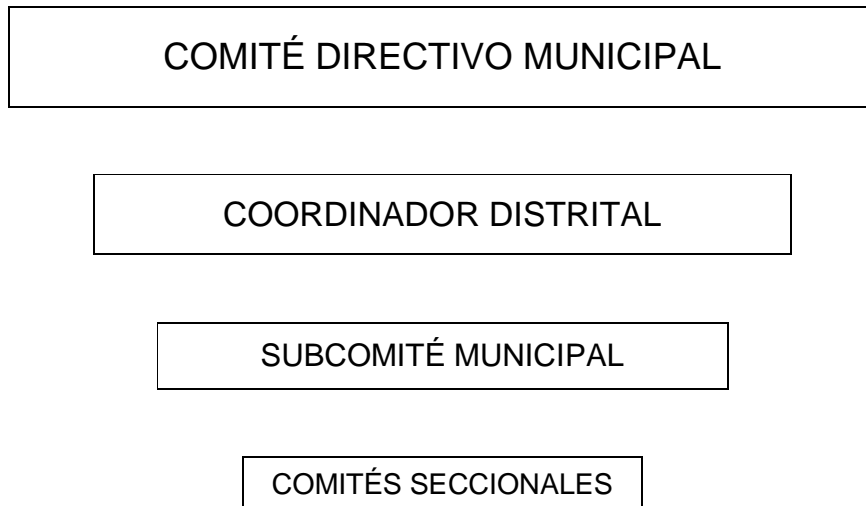 COMITÉ DIRECTIVO MUNICIPAL
COORDINADOR DISTRITAL
SUBCOMITÉ MUNICIPAL
COMITÉS SECCIONALES